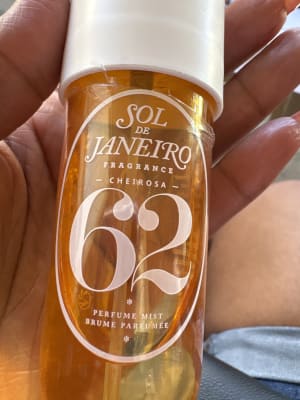 SOL
DE
JANEIRO
FRAGRANCE
– CHEIROSA –
62
*
PERFUME MIST
BRUME PARFUMÉE
*